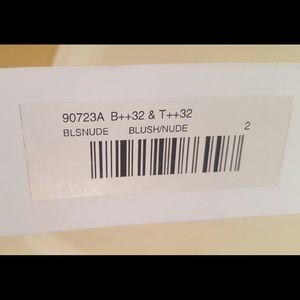 90723A B++32 & T++32
BLSNUDE BLUSH/NUDE 2